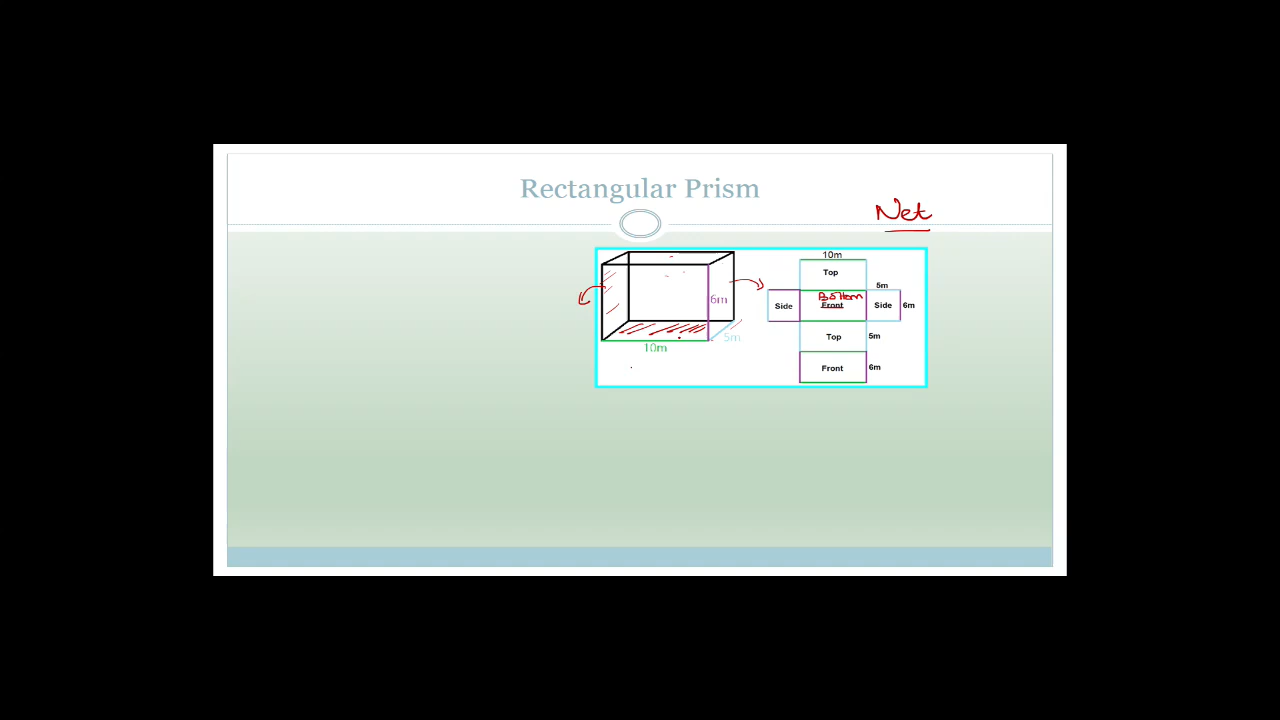 Rectangular Prism
Net
10m
Top
5m
Bottom
6m
Side
Front
Side
6m
5m
10m
Top
5m
Front
6m